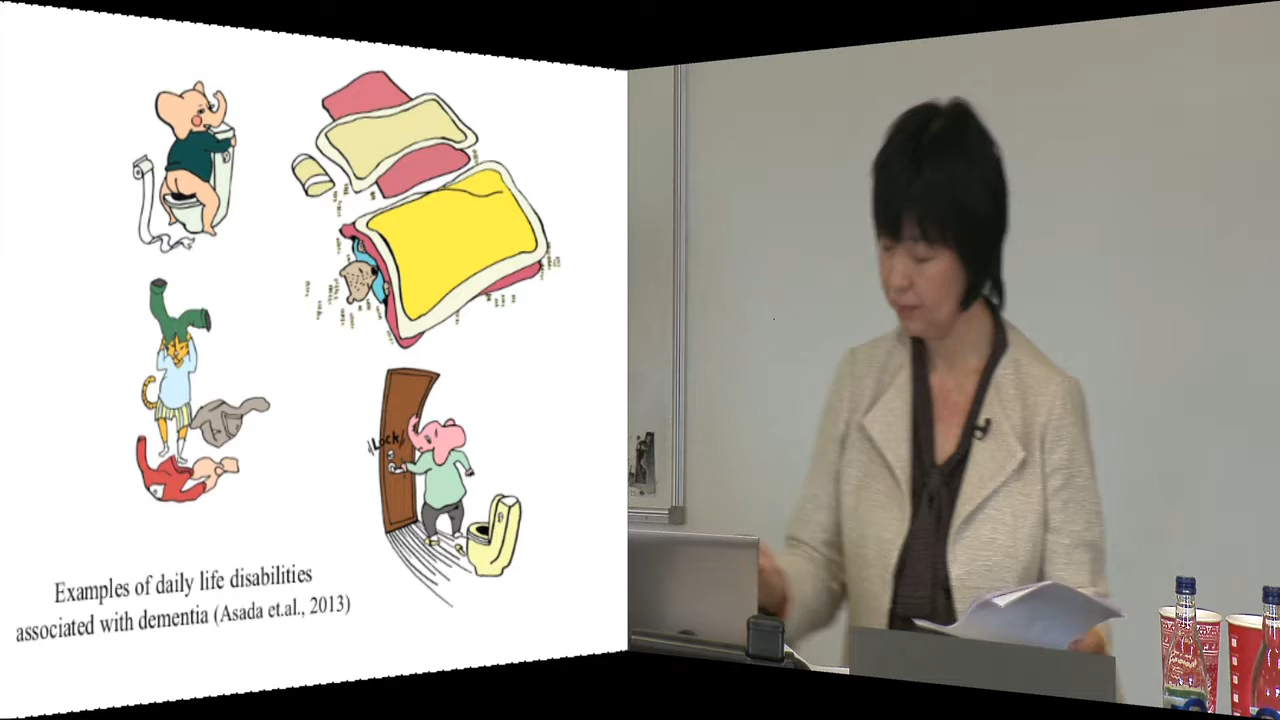 Lock
Examples of daily life disabilities
associated with dementia (Asada et.al., 2013)